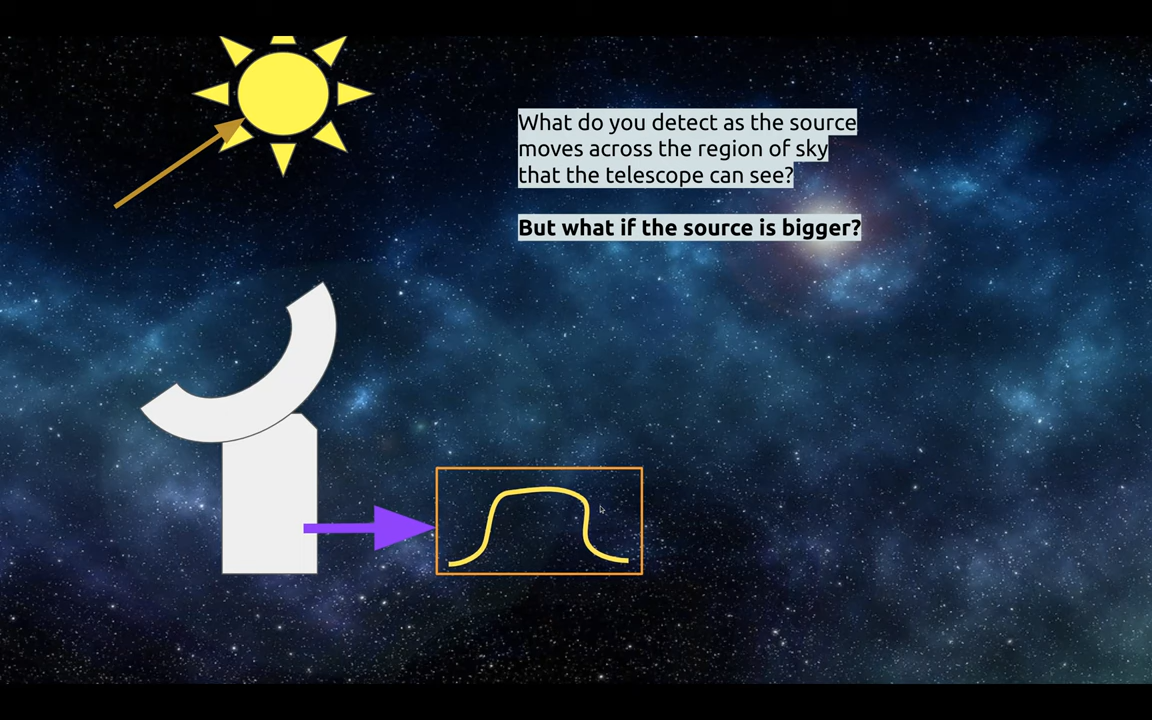 What do you detect as the source
moves across the region of sky
that the telescope can see?
But what if the source is bigger?